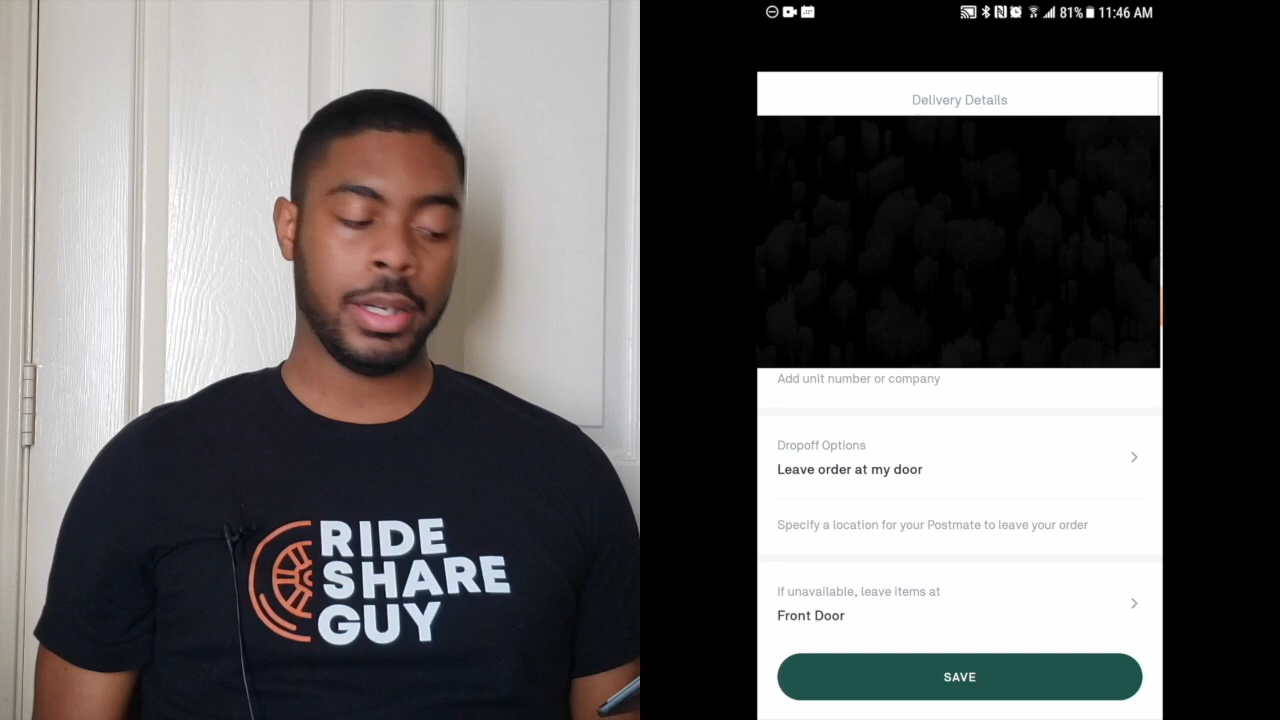 RIDE
SHARE
GUY
81% 11:46 AM
Delivery Details
Add unit number or company
Dropoff Options
Leave order at my door
Specify a location for your Postmate to leave your order
If unavailable, leave items at
Front Door
SAVE